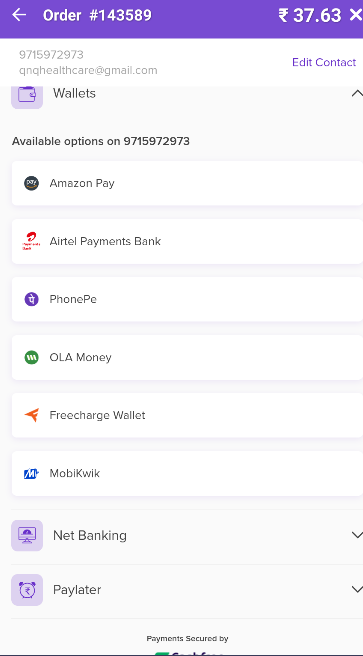 Order #143589 ₹ 37.63
9715972973
qnqhealthcare@gmail.com
Edit Contact
Wallets
Available options on 9715972973
pay
Amazon Pay
Airtel Payments Bank
PhonePe
OLA Money
Freecharge Wallet
MobiKwik
Net Banking
Paylater
Payments Secured by